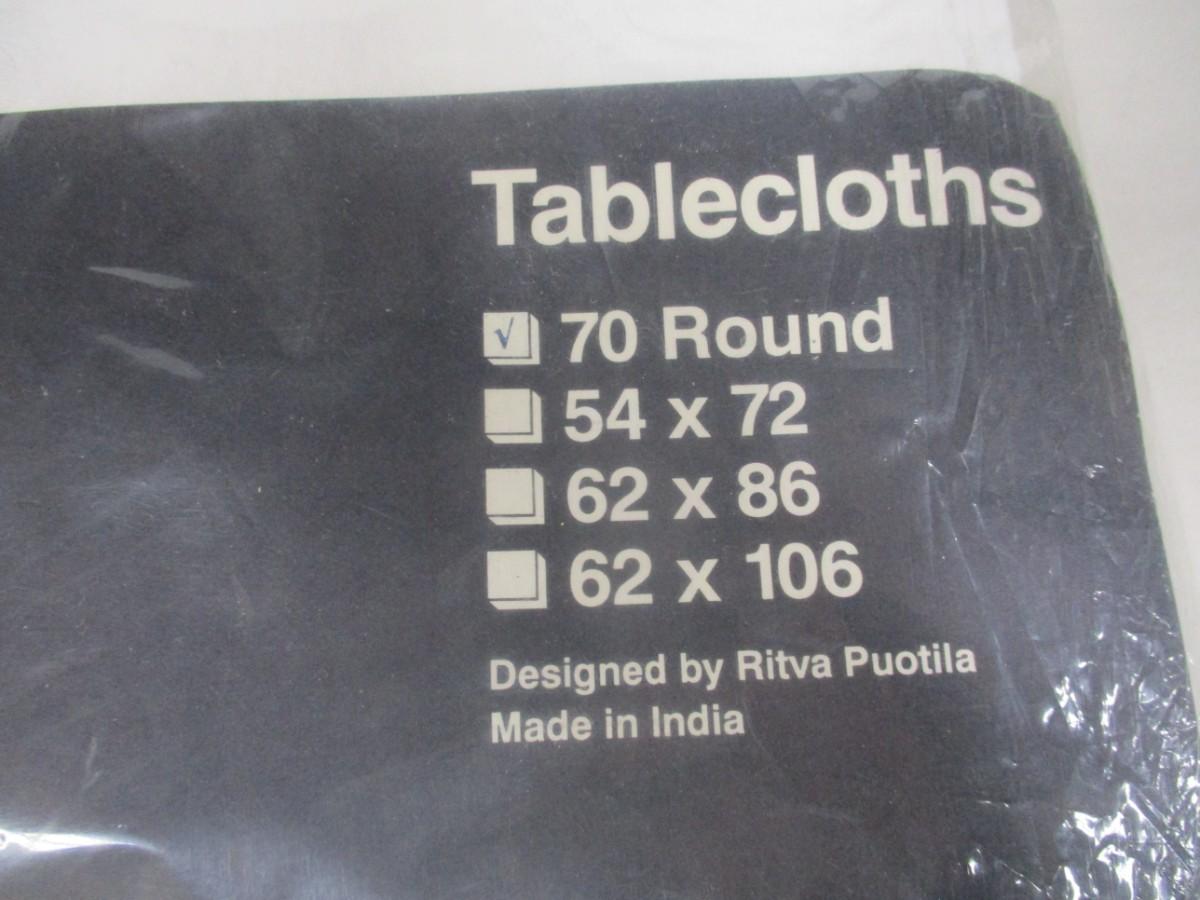 Tablecloths
70 Round
54 x 72
62 x 86
62 x 106
Designed by Ritva Puotila
Made in India